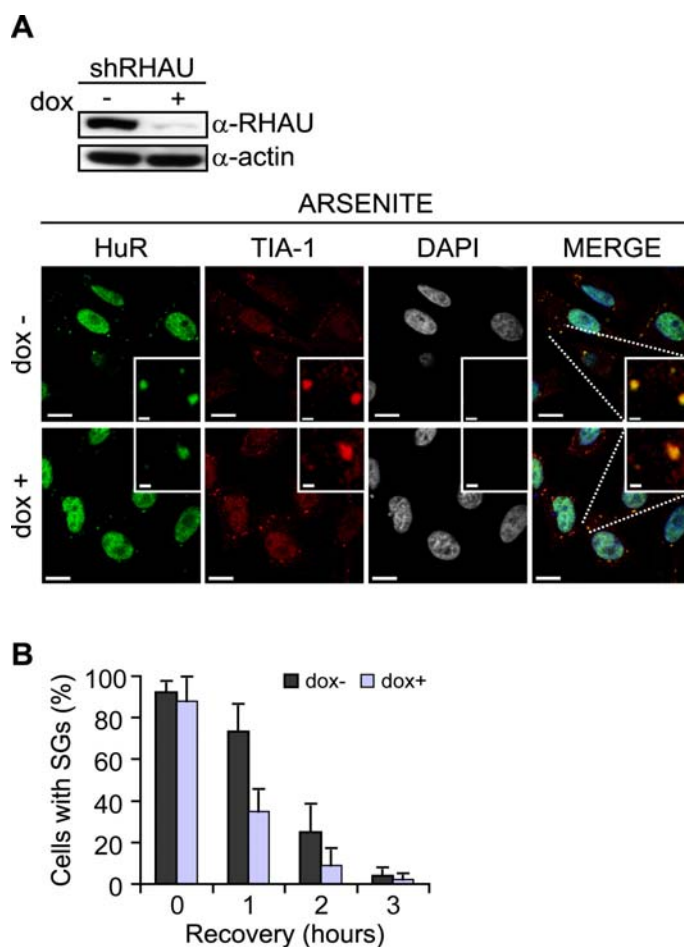 A
shRHAU
dox - +
α-RHAU
α-actin
ARSENITE
HuR TIA-1 DAPI MERGE
dox -
dox +
B
Cells with SGs (%)
100
80
60
40
20
0
dox- dox+
0 1 2 3
Recovery (hours)